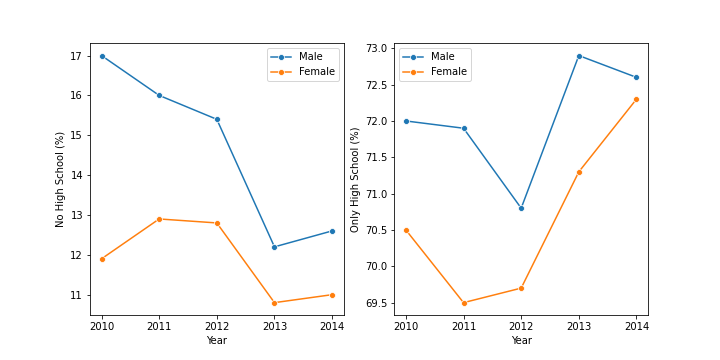 No High School (%)
17
16
15
14
13
12
11
2010 2011 2012 2013 2014
Year
Male
Female
Only High School (%)
73.0
72.5
72.0
71.5
71.0
70.5
70.0
69.5
2010 2011 2012 2013 2014
Year
Male
Female